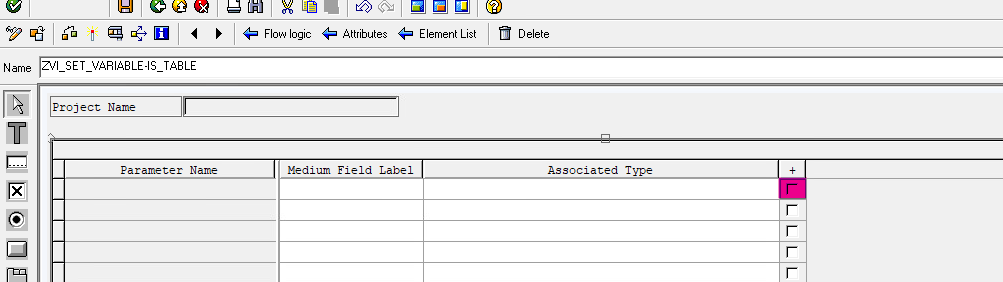 Flow logic Attributes Element List Delete
Name ZVI_SET_VARIABLE-IS_TABLE
Project Name
Parameter Name Medium Field Label Associated Type +